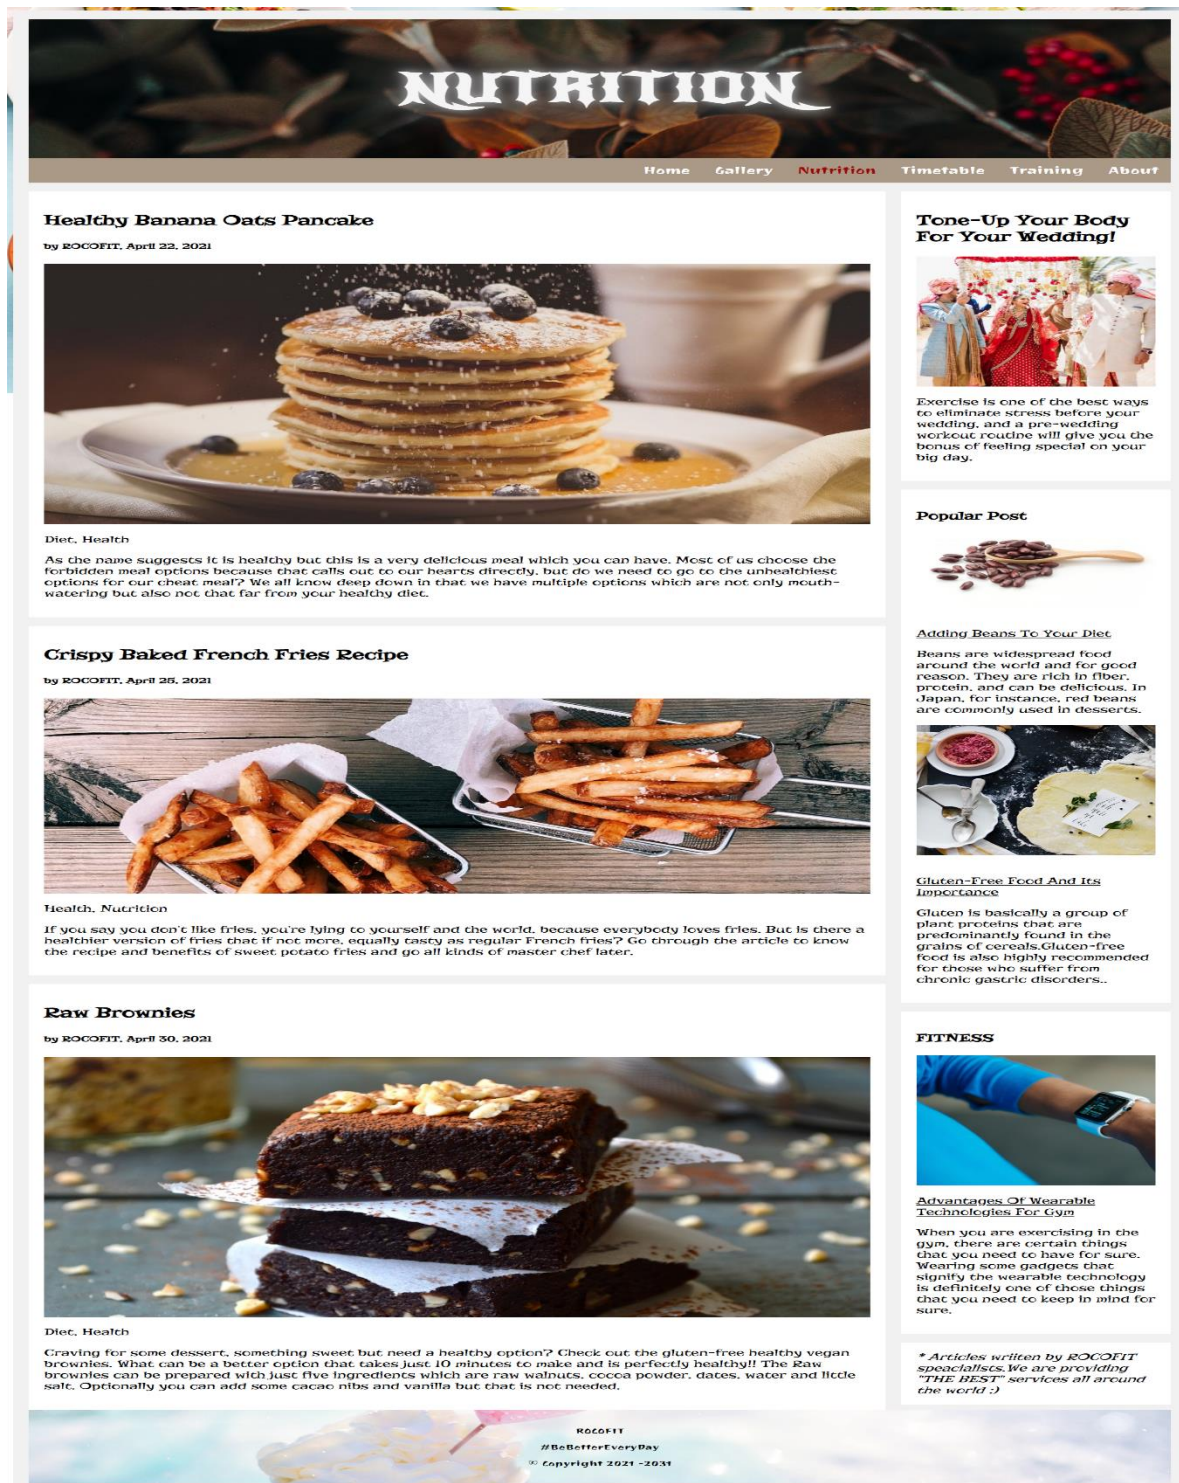 NUTRITION
Home Gallery Nutrition Timetable Training About
Healthy Banana Oats Pancake
by ROCOFIT, April 22, 2021
Diet, Health
As the name suggests it is healthy but this is a very delicious meal which you can have. Most of us choose the
forbidden meal options because that calls out to our hearts directly, but do we need to go to the unhealthiest
options for our cheat meal? We all know deep down in that we have multiple options which are not only mouth-
watering but also not that far from your healthy diet.
Crispy Baked French Fries Recipe
by ROCOFIT, April 25, 2021
Health, Nutrition
If you say you don't like fries, you're lying to yourself and the world, because everybody loves fries. But is there a
healthier version of fries that if not more, equally tasty as regular French fries? Go through the article to know
the recipe and benefits of sweet potato fries and go all kinds of master chef later.
Raw Brownies
by ROCOFIT, April 30, 2021
Diet, Health
Craving for some dessert, something sweet but need a healthy option? Check out the gluten-free healthy vegan
brownies. What can be a better option that takes just 10 minutes to make and is perfectly healthy!! The Raw
brownies can be prepared with just five ingredients which are raw walnuts, cocoa powder, dates, water and little
salt. Optionally you can add some cacao nibs and vanilla but that is not needed.
Tone-Up Your Body
For Your Wedding!
Exercise is one of the best ways
to eliminate stress before your
wedding, and a pre-wedding
workout routine will give you the
bonus of feeling special on your
big day.
Popular Post
Adding Beans To Your Diet
Beans are widespread food
around the world and for good
reason. They are rich in fiber,
protein, and can be delicious. In
Japan, for instance, red beans
are commonly used in desserts.
Gluten-Free Food And Its
Importance
Gluten is basically a group of
plant proteins that are
predominantly found in the
grains of cereals.Gluten-free
food is also highly recommended
for those who suffer from
chronic gastric disorders..
FITNESS
Advantages Of Wearable
Technologies For Gym
When you are exercising in the
gym, there are certain things
that you need to have for sure.
Wearing some gadgets that
signify the wearable technology
is definitely one of those things
that you need to keep in mind for
sure.
* Articles wriiten by ROCOFIT
speacialists.We are providing
"THE BEST" services all around
the world :)
ROCOFIT
#BeBetterEveryDay
© Copyright 2021 -2031